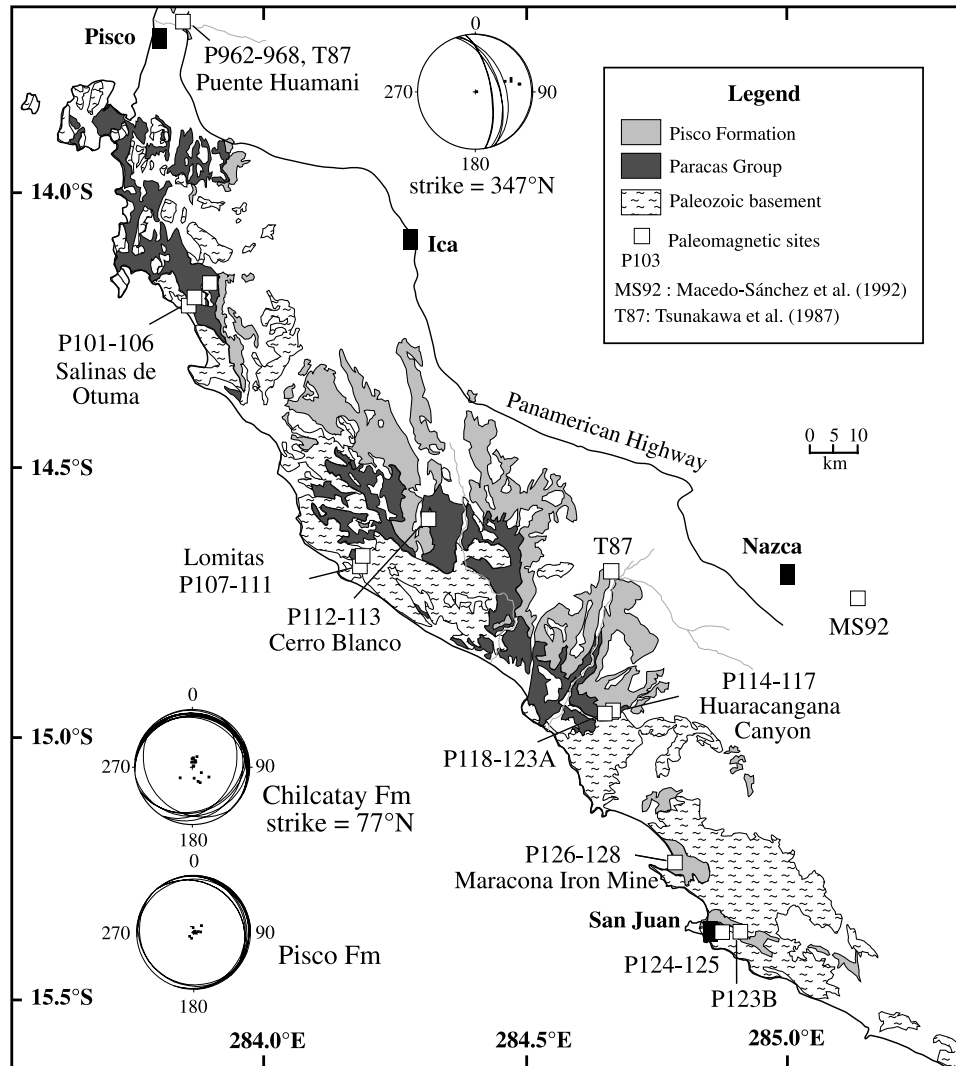 Pisco
P962-968, T87
Puente Huamani
0
270
90
180
strike = 347°N
Legend
Pisco Formation
Paracas Group
Paleozoic basement
Paleomagnetic sites
P103
MS92 : Macedo-Sánchez et al. (1992)
T87: Tsunakawa et al. (1987)
14.0°S
Ica
P101-106
Salinas de
Otuma
Panamerican Highway
0 5 10
km
14.5°S
Lomitas
P107-111
T87
Nazca
MS92
P112-113
Cerro Blanco
P114-117
Huaracangana
Canyon
0
270
90
180
15.0°S
P118-123A
Chilcatay Fm
strike = 77°N
P126-128
Maracona Iron Mine
0
270
90
180
Pisco Fm
San Juan
P124-125
P123B
15.5°S
284.0°E
284.5°E
285.0°E